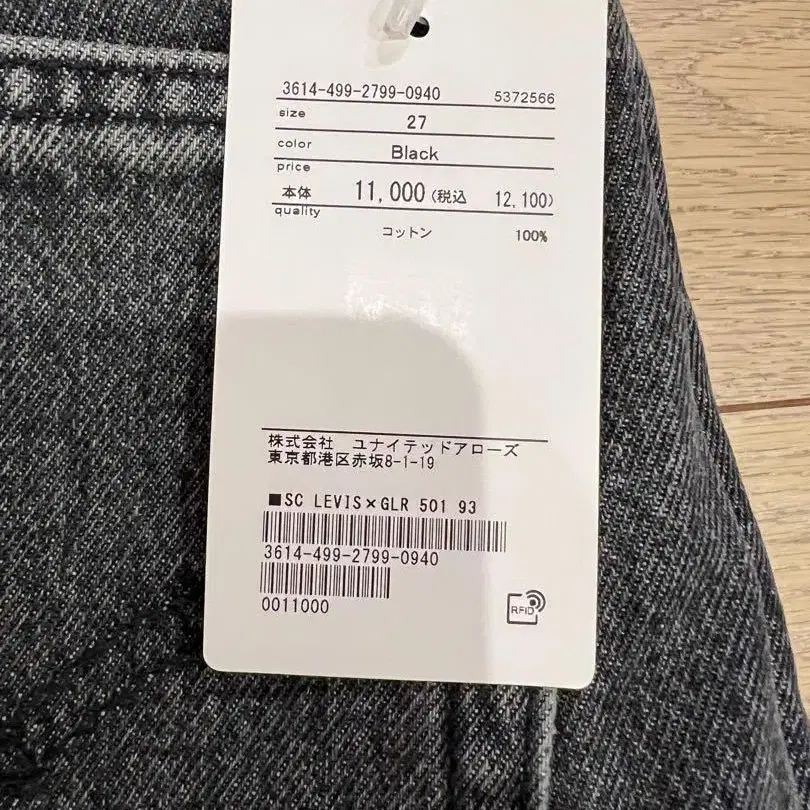 3614-499-2799-0940 5372566
size 27
color Black
price
本体 11,000 (税込 12,100)
quality
コットン 100%
株式会社 ユナイテッドアローズ
東京都港区赤坂8-1-19
■SC LEVIS×GLR 501 93
3614-499-2799-0940
0011000
RFID